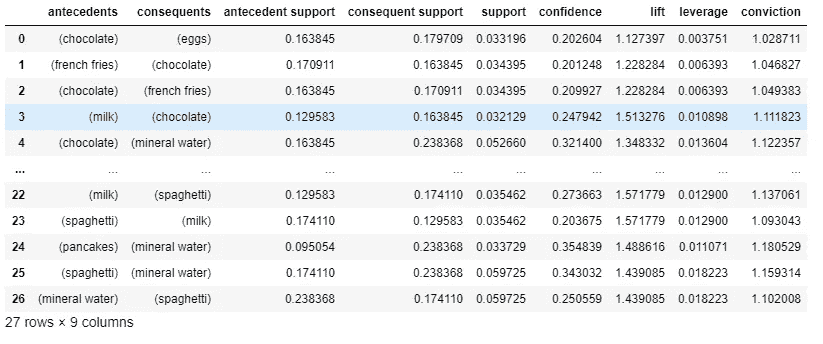 antecedents consequents antecedent support consequent support support confidence lift leverage conviction
0 (chocolate) (eggs) 0.163845 0.179709 0.033196 0.202604 1.127397 0.003751 1.028711
1 (french fries) (chocolate) 0.170911 0.163845 0.034395 0.201248 1.228284 0.006393 1.046827
2 (chocolate) (french fries) 0.163845 0.170911 0.034395 0.209927 1.228284 0.006393 1.049383
3 (milk) (chocolate) 0.129583 0.163845 0.032129 0.247942 1.513276 0.010898 1.111823
4 (chocolate) (mineral water) 0.163845 0.238368 0.052660 0.321400 1.348332 0.013604 1.122357
... ... ... ... ... ... ... ... ... ...
22 (milk) (spaghetti) 0.129583 0.174110 0.035462 0.273663 1.571779 0.012900 1.137061
23 (spaghetti) (milk) 0.174110 0.129583 0.035462 0.203675 1.571779 0.012900 1.093043
24 (pancakes) (mineral water) 0.095054 0.238368 0.033729 0.354839 1.488616 0.011071 1.180529
25 (spaghetti) (mineral water) 0.174110 0.238368 0.059725 0.343032 1.439085 0.018223 1.159314
26 (mineral water) (spaghetti) 0.238368 0.174110 0.059725 0.250559 1.439085 0.018223 1.102008
27 rows × 9 columns